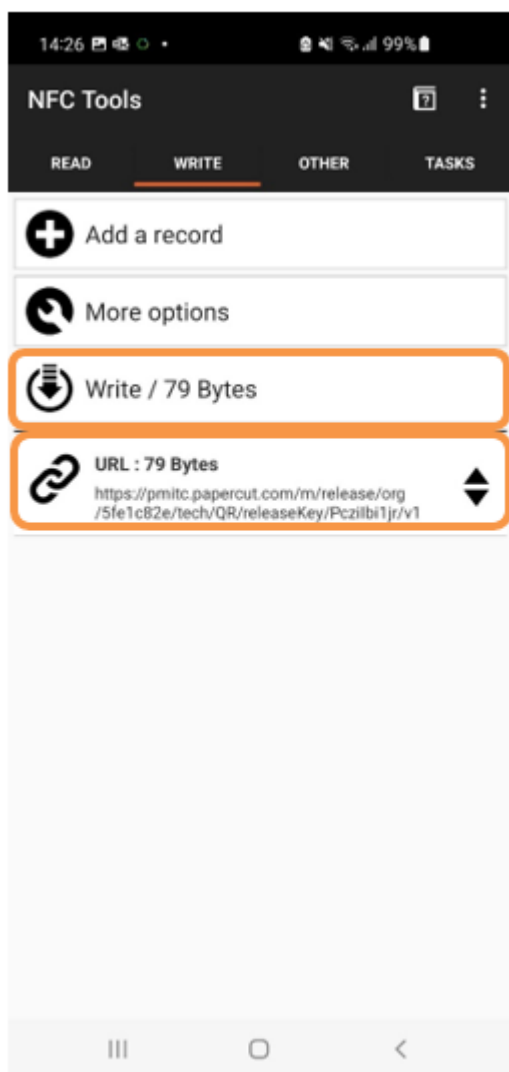 14:26 99%
NFC Tools
READ WRITE OTHER TASKS
Add a record
More options
Write / 79 Bytes
URL : 79 Bytes
https://pmitc.papercut.com/m/release/org
/5fe1c82e/tech/QR/releaseKey/PcziIbi1jr/v1